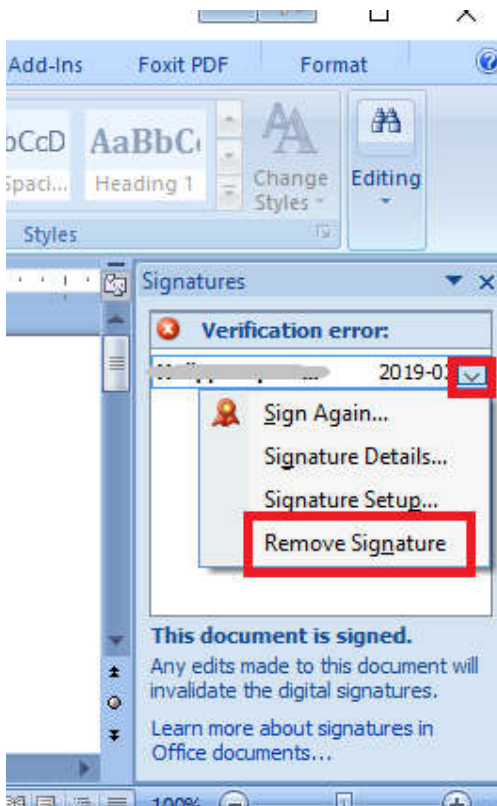 Add-Ins Foxit PDF Format
AaBbCc
Spaci... Heading 1 Change Styles Editing
Styles
Signatures
Verification error:
2019-0
Sign Again...
Signature Details...
Signature Setup...
Remove Signature
This document is signed.
Any edits made to this document will
invalidate the digital signatures.
Learn more about signatures in
Office documents...
100%